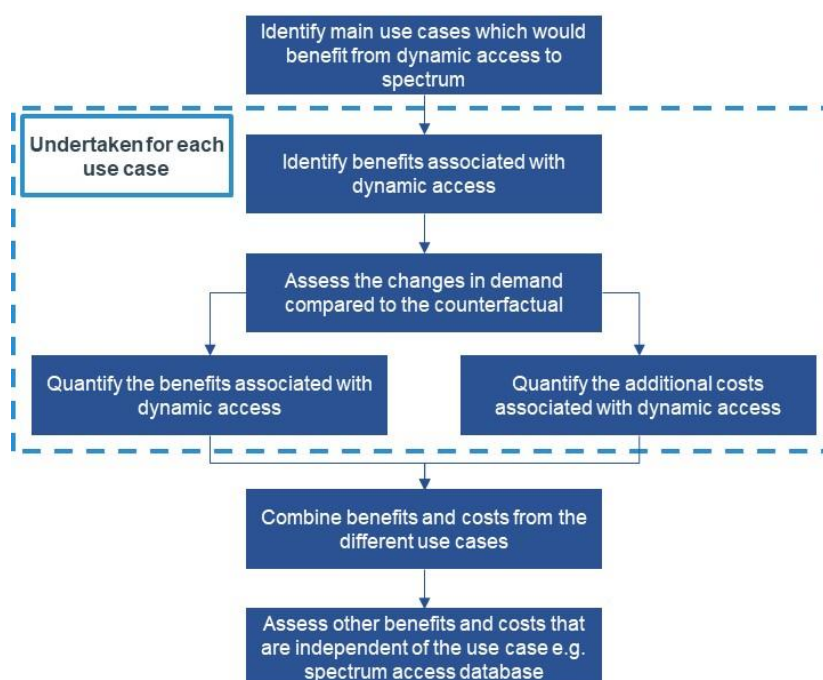 Identify main use cases which would
benefit from dynamic access to
spectrum
Undertaken for each
use case
Identify benefits associated with
dynamic access
Assess the changes in demand
compared to the counterfactual
Quantify the benefits associated with
dynamic access
Quantify the additional costs
associated with dynamic access
Combine benefits and costs from the
different use cases
Assess other benefits and costs that
are independent of the use case e.g.
spectrum access database